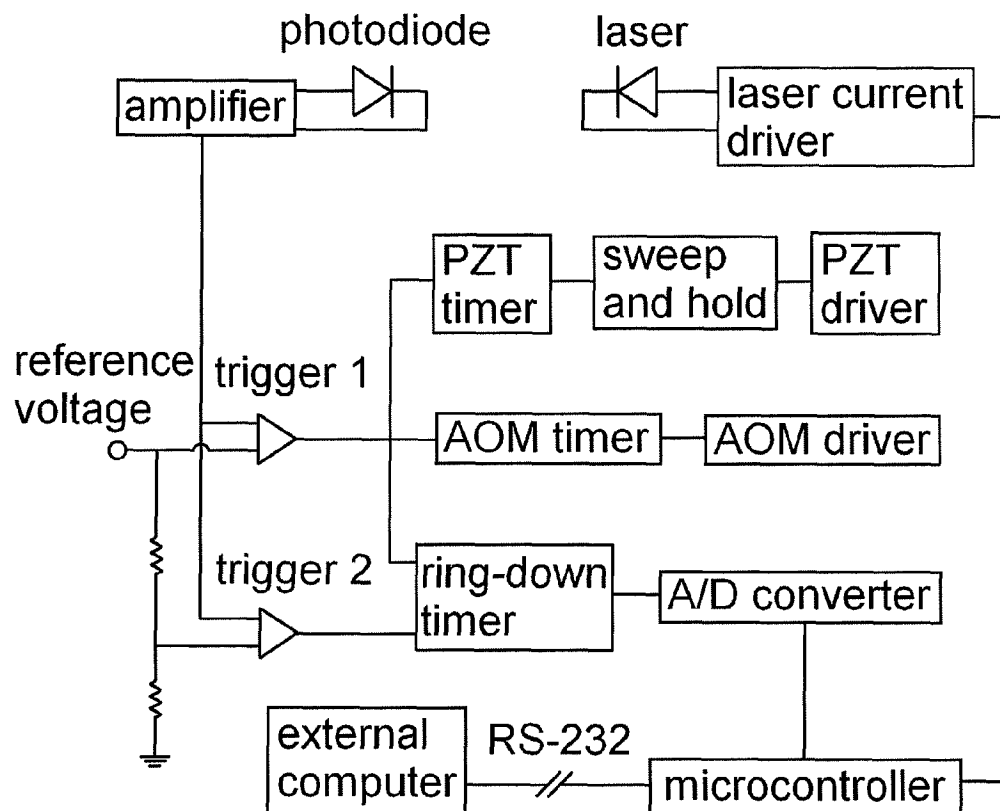 photodiode
laser
amplifier
laser current
driver
PZT
timer
sweep
and hold
PZT
driver
reference
voltage
trigger 1
AOM timer
AOM driver
trigger 2
ring-down
timer
A/D converter
external
computer
RS-232
microcontroller